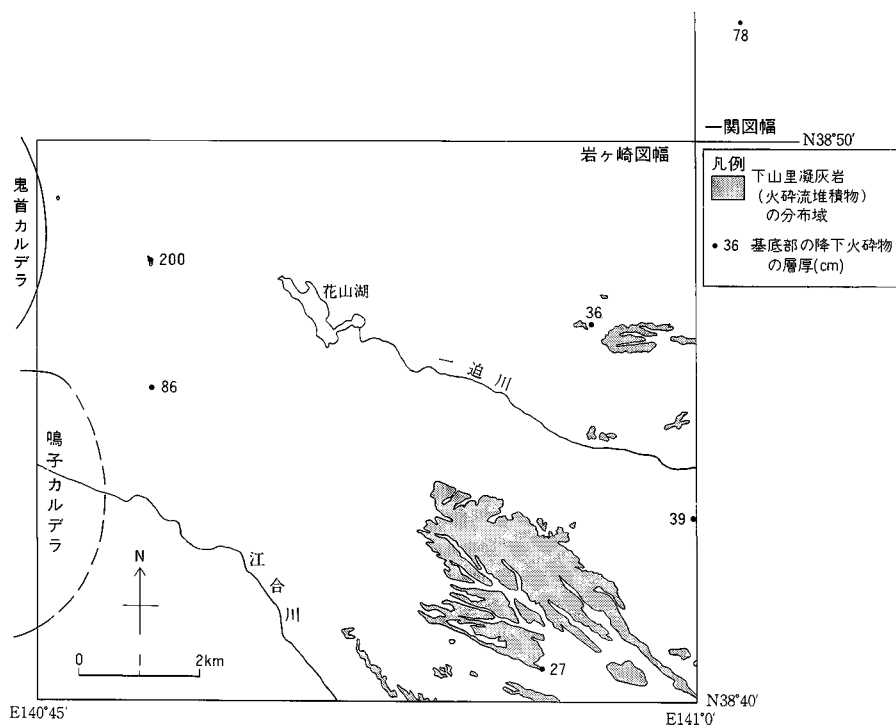 78
一関図幅
N38°50′
岩ヶ崎図幅
凡例
下山里凝灰岩
(火砕流堆積物)
の分布域
• 36 基底部の降下火砕物
の層厚(cm)
鬼首カルデラ
200
花山湖
36
一迫川
86
鳴子カルデラ
39
N
江合川
0 1 2km
27
N38°40′
E140°45′
E141°0′